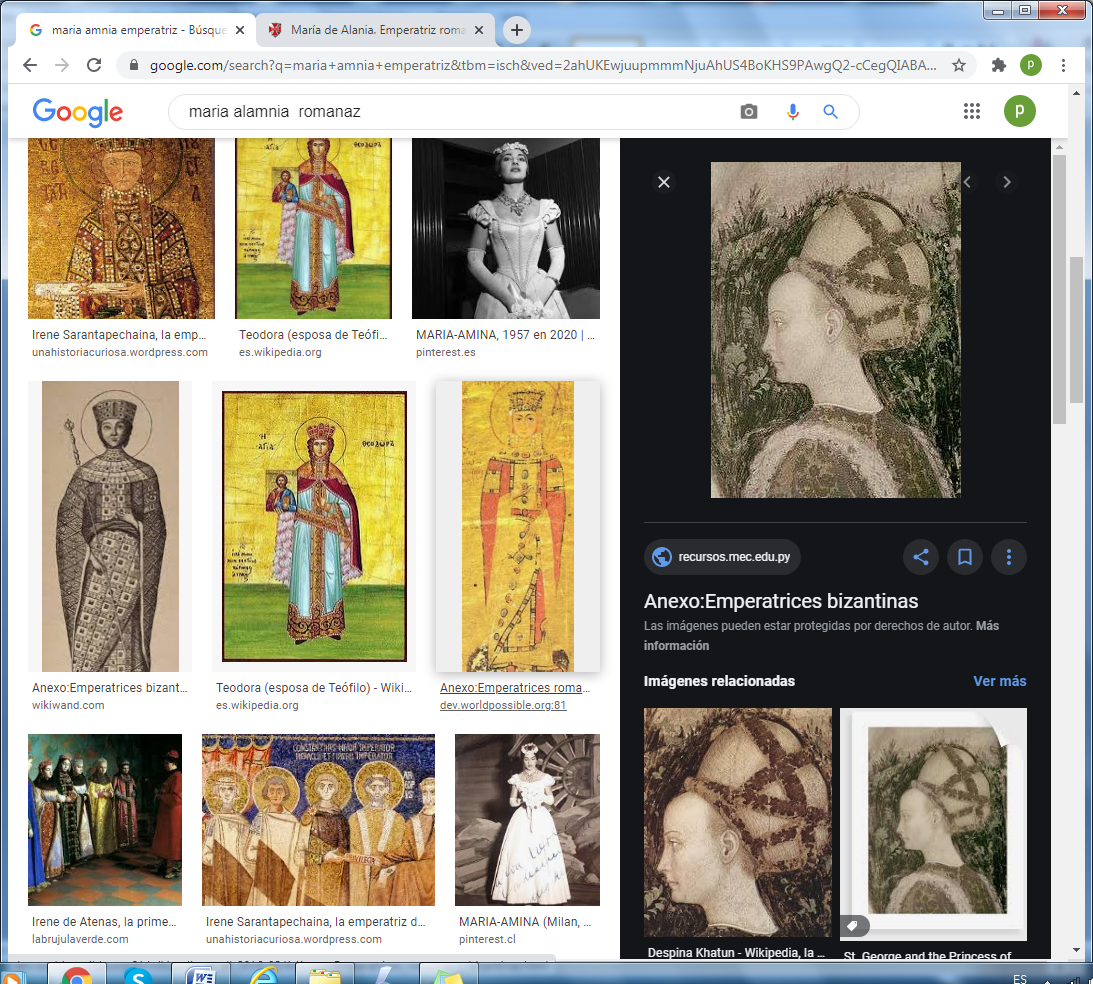 maria amnia emperatriz - Búsque
María de Alania. Emperatriz roma
google.com/search?q=maria+amnia+emperatriz&tbm=isch&ved=2ahUKEwjuupmmmNjuAhUS4BoKHS9PAwgQ2-cCegQIABA...
P
Google
maria alamnia romanaz
P
ΘΕΟΔΩΡΑ
Irene Sarantapechaina, la emp...
unahistoriacuriosa.wordpress.com
Teodora (esposa de Teófi...
es.wikipedia.org
MARIA-AMINA, 1957 en 2020 | ...
pinterest.es
Ἡ
ἁγία
ΘΕΟΔΩΡΑ
Anexo:Emperatrices bizant...
wikiwand.com
Teodora (esposa de Teófilo) - Wiki...
es.wikipedia.org
Anexo:Emperatrices roma...
dev.worldpossible.org:81
Irene de Atenas, la prime...
labrujulaverde.com
Irene Sarantapechaina, la emperatriz d...
unahistoriacuriosa.wordpress.com
MARIA-AMINA (Milan, ...
pinterest.cl
recursos.mec.edu.py
Anexo:Emperatrices bizantinas
Las imágenes pueden estar protegidas por derechos de autor. Más
información
Imágenes relacionadas
Ver más
Despina Khatun - Wikipedia, la ...
St. George and the Princess of
ES